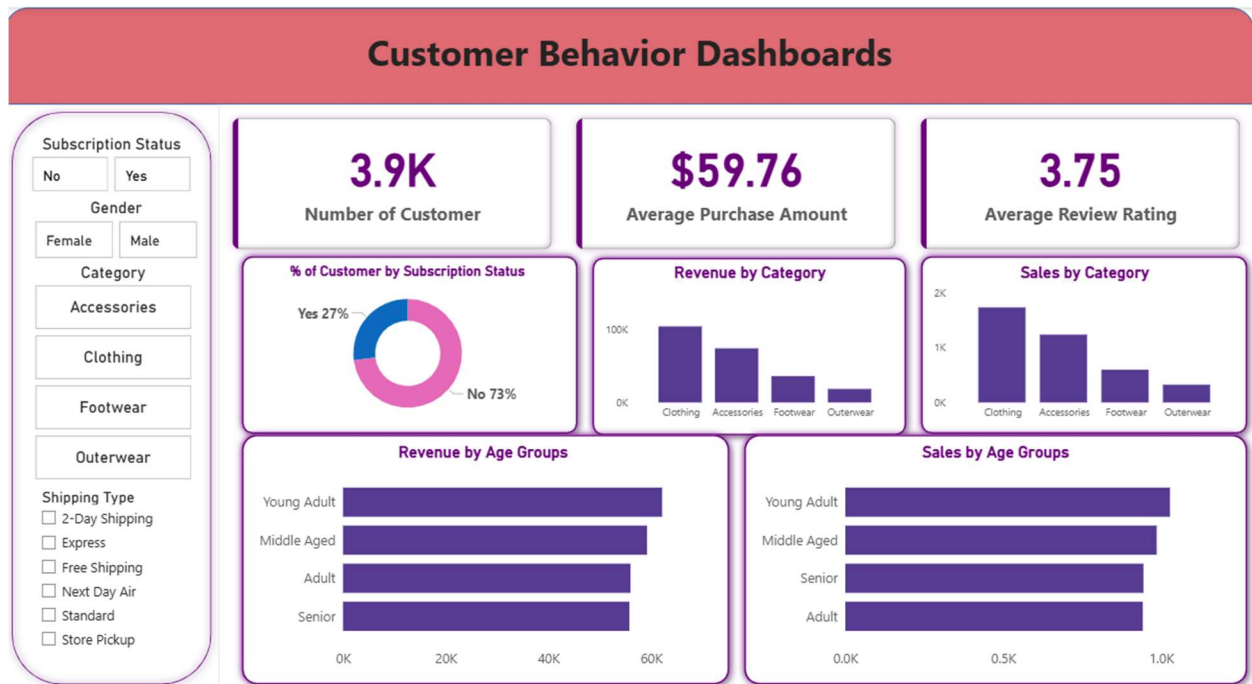 Customer Behavior Dashboards
Subscription Status
No Yes
Gender
Female Male
Category
Accessories
Clothing
Footwear
Outerwear
Shipping Type
2-Day Shipping
Express
Free Shipping
Next Day Air
Standard
Store Pickup
3.9K
Number of Customer
$59.76
Average Purchase Amount
3.75
Average Review Rating
% of Customer by Subscription Status
Yes 27%
No 73%
Revenue by Category
100K
0K
Clothing Accessories Footwear Outerwear
Sales by Category
2K
1K
0K
Clothing Accessories Footwear Outerwear
Revenue by Age Groups
Young Adult
Middle Aged
Adult
Senior
0K 20K 40K 60K
Sales by Age Groups
Young Adult
Middle Aged
Senior
Adult
0.0K 0.5K 1.0K